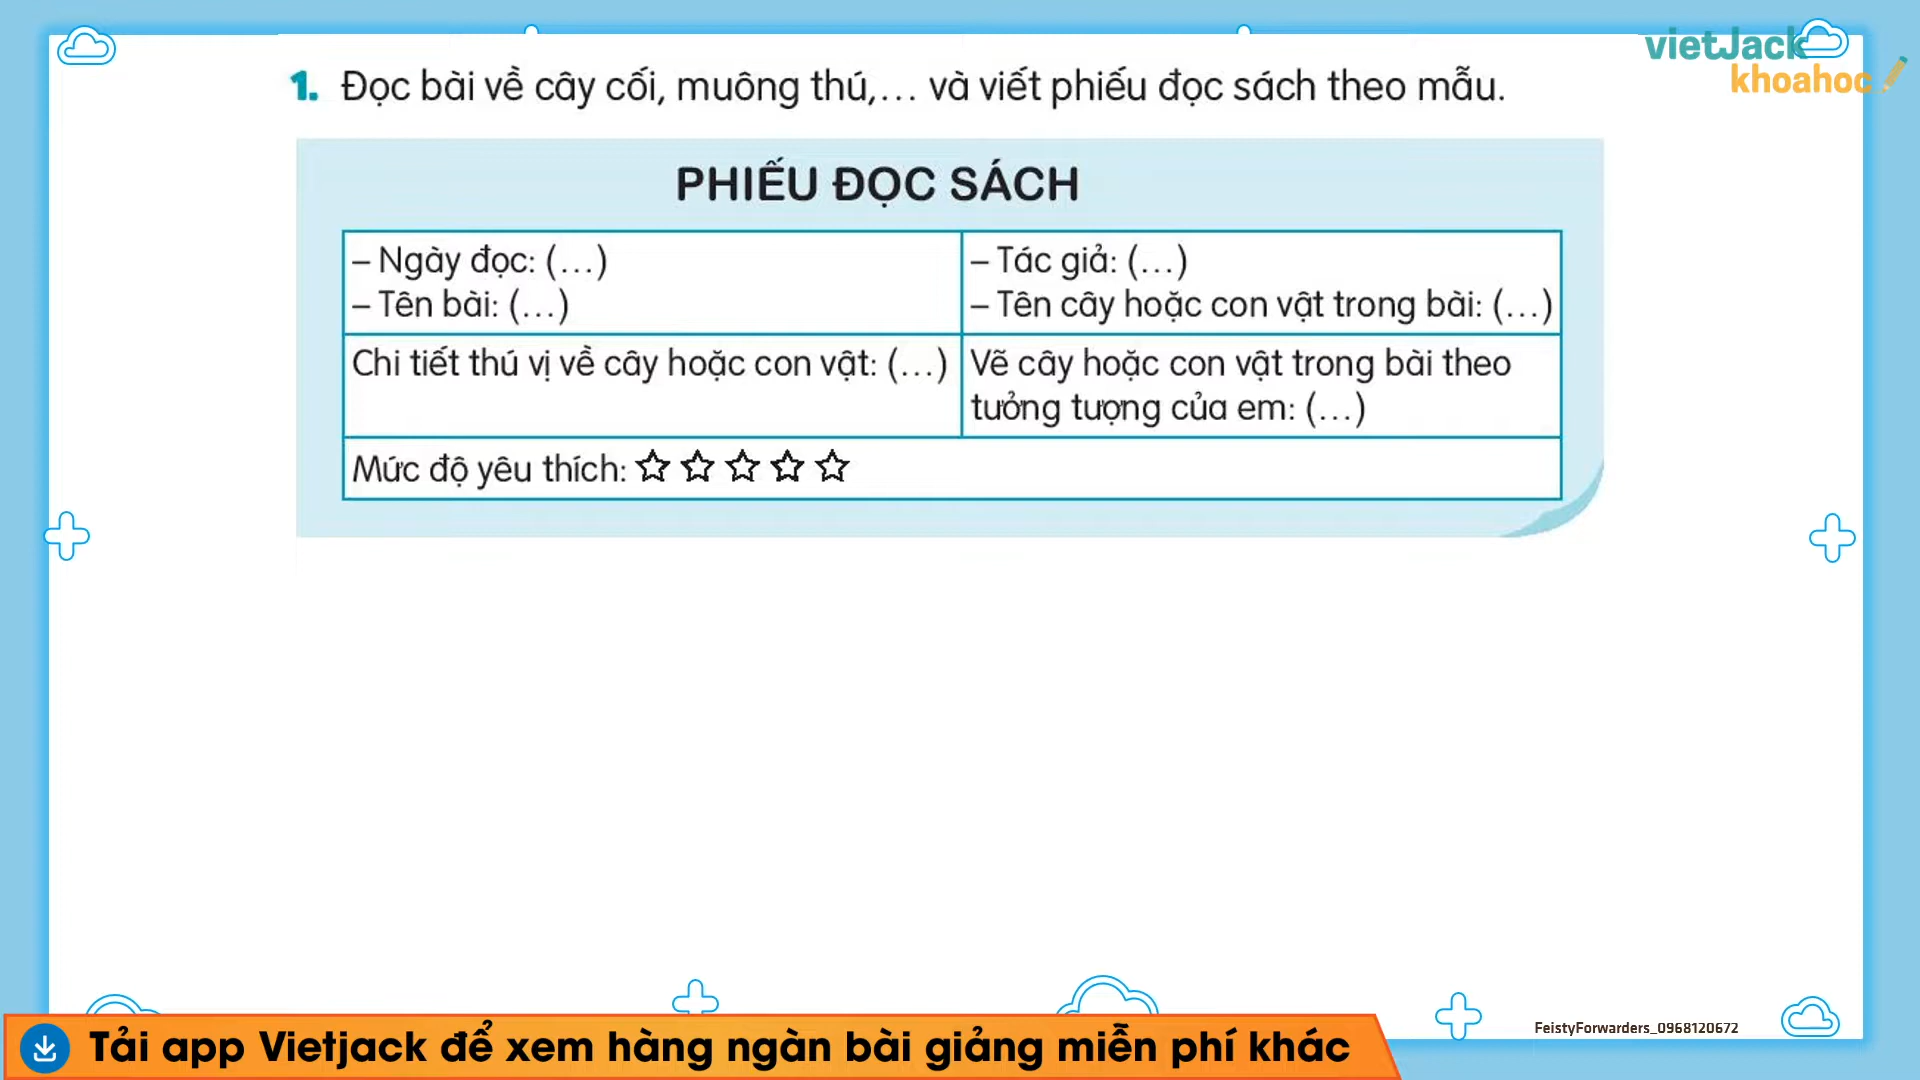 vietJack
khoahoc
1. Đọc bài về cây cối, muông thú,... và viết phiếu đọc sách theo mẫu.
PHIẾU ĐỌC SÁCH
– Ngày đọc: (...)
– Tên bài: (...)
– Tác giả: (...)
– Tên cây hoặc con vật trong bài: (...)
Chi tiết thú vị về cây hoặc con vật: (...)
Vẽ cây hoặc con vật trong bài theo
tưởng tượng của em: (...)
Mức độ yêu thích: ☆ ☆ ☆ ☆ ☆
FeistyForwarders_0968120672
Tải app Vietjack để xem hàng ngàn bài giảng miễn phí khác